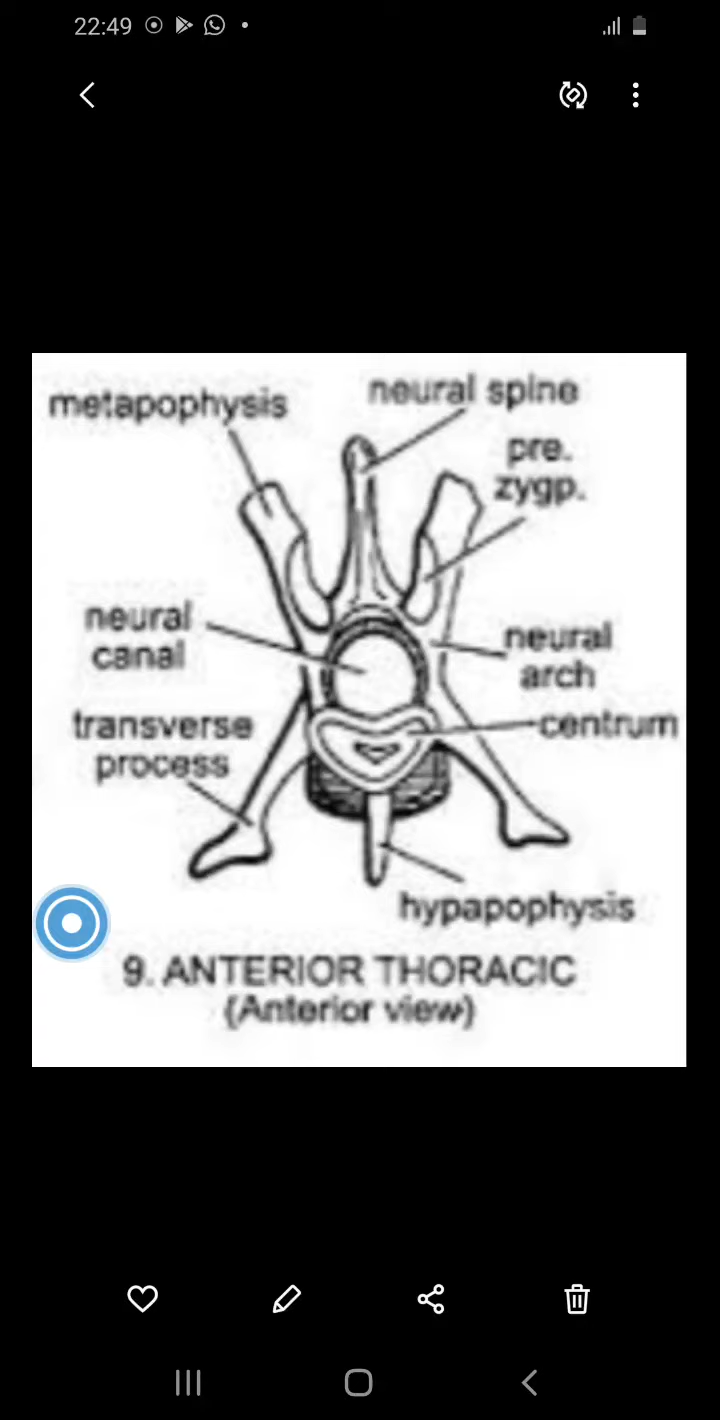 22:49
metapophysis
neural spine
pre.
zygp.
neural
canal
neural
arch
transverse
process
centrum
hypapophysis
9. ANTERIOR THORACIC
(Anterior view)